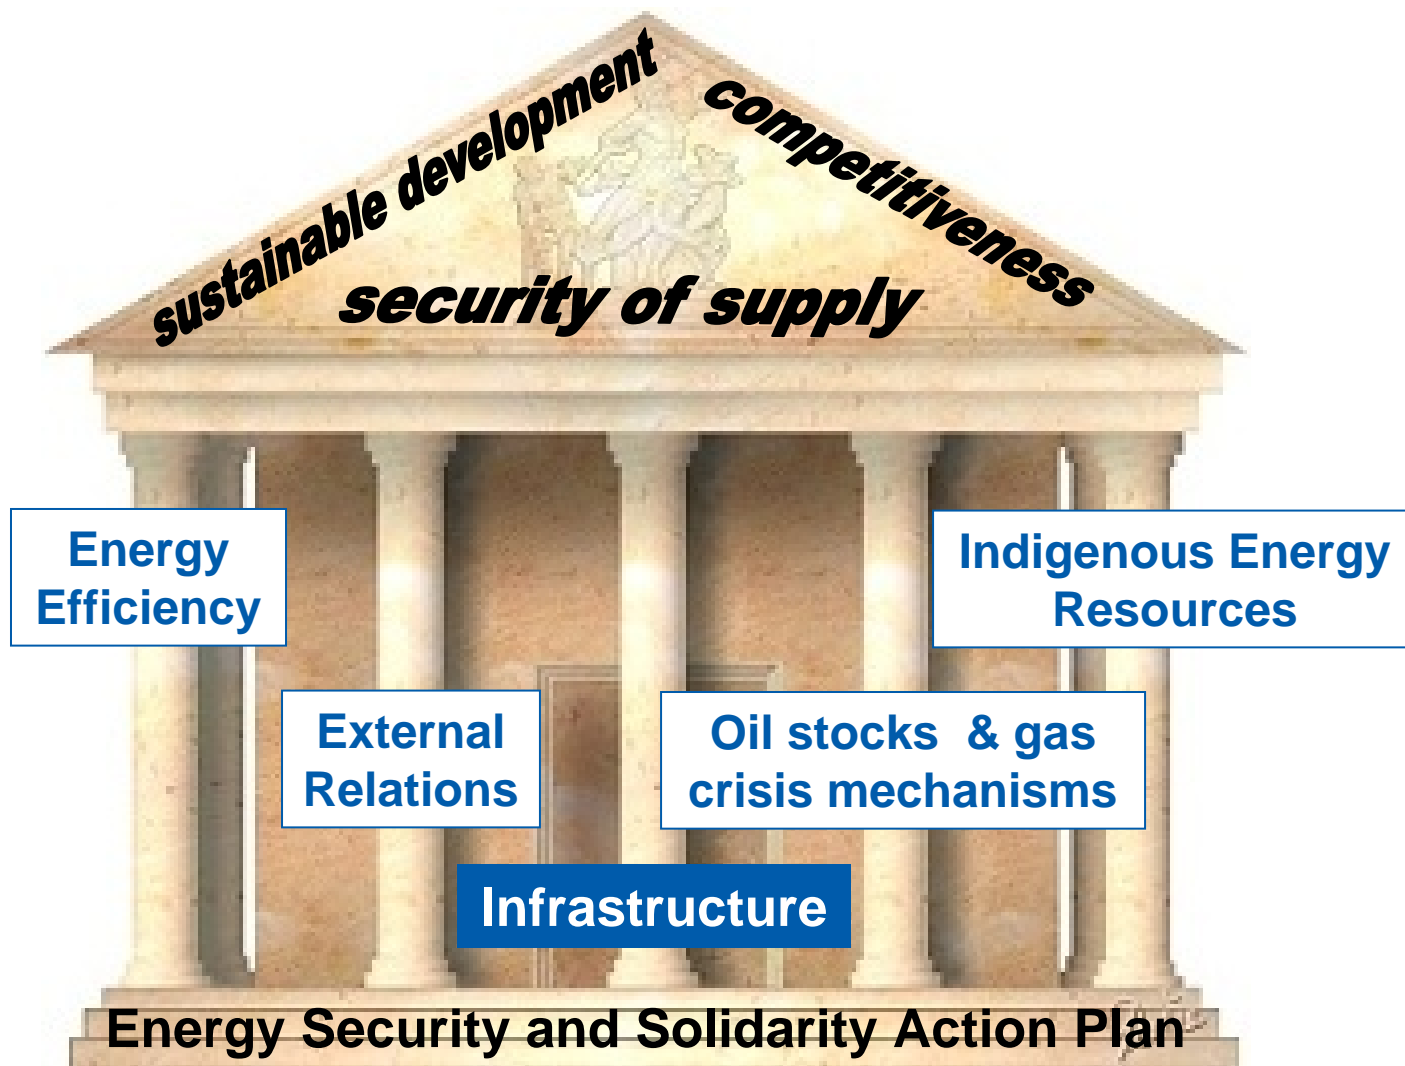 sustainable development
competitiveness
security of supply
Energy
Efficiency
Indigenous Energy
Resources
External
Relations
Oil stocks & gas
crisis mechanisms
Infrastructure
Energy Security and Solidarity Action Plan